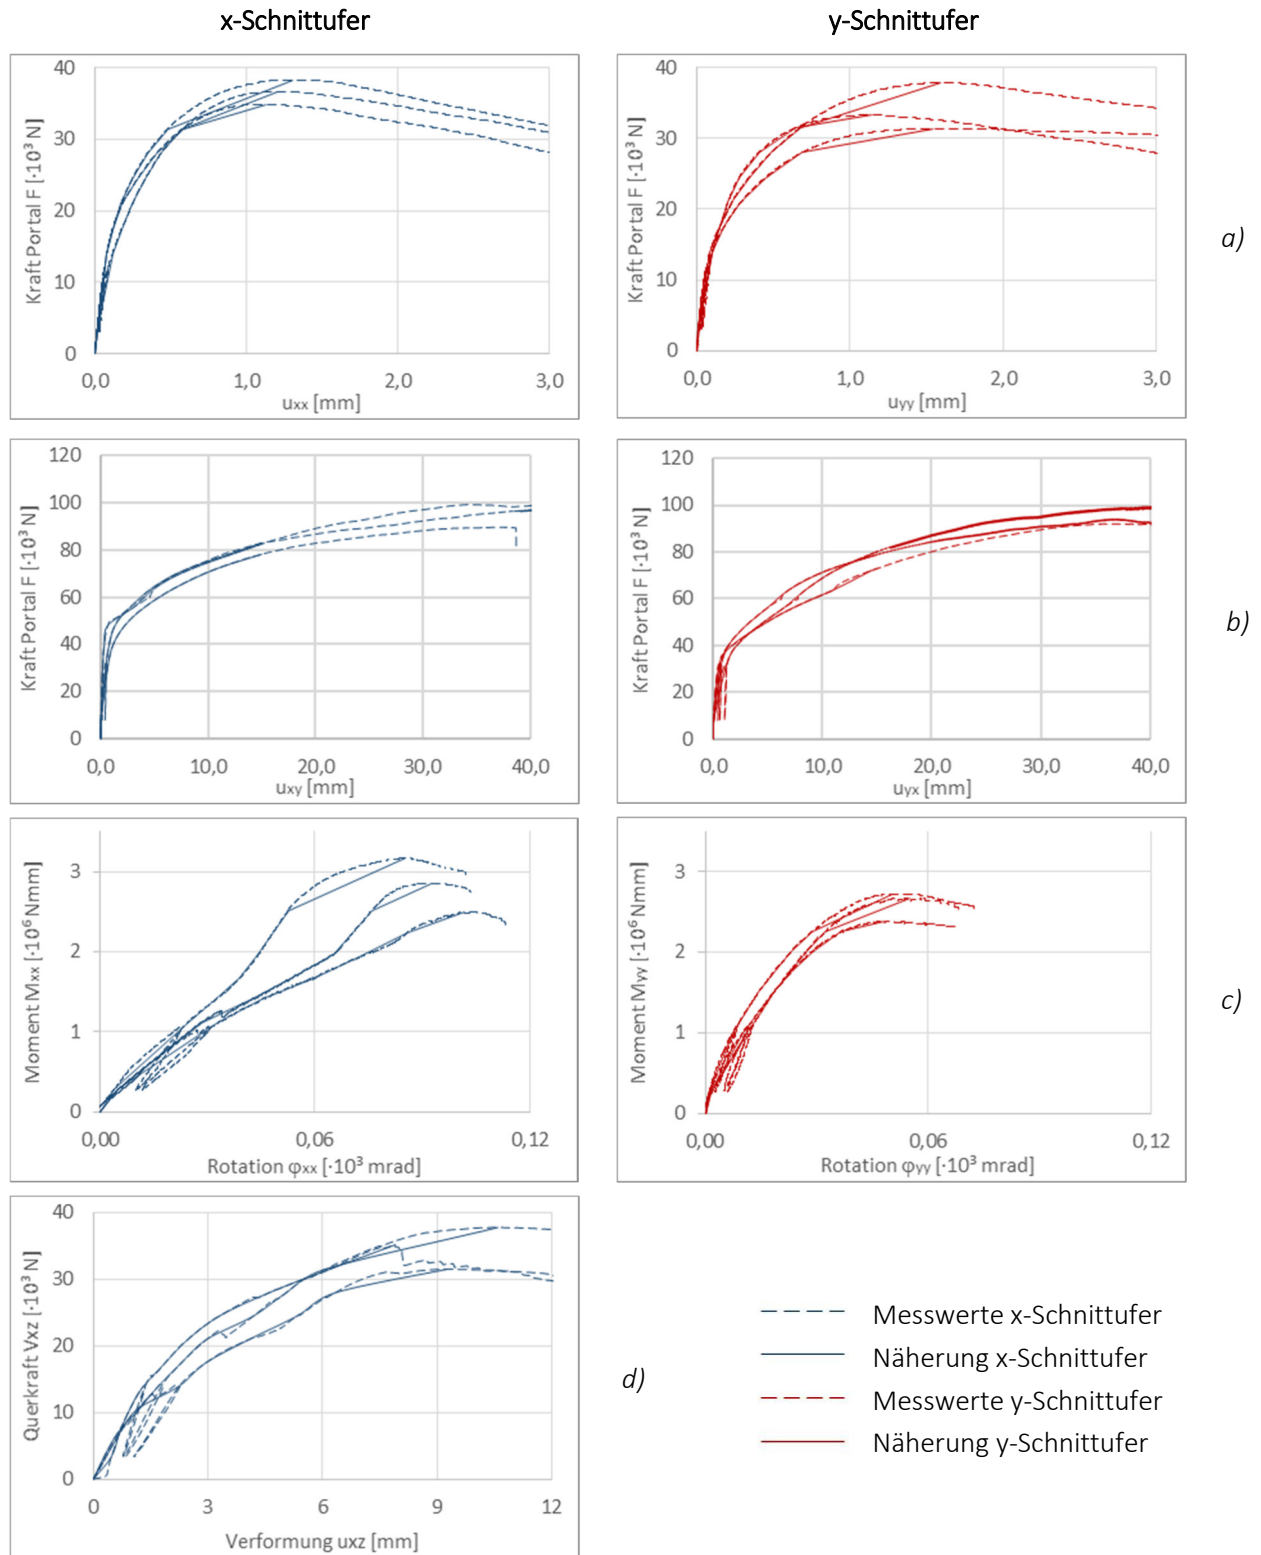 x-Schnittufer
y-Schnittufer
40
30
20
10
0
Kraft Portal F [·10³ N]
0,0 1,0 2,0 3,0
uxx [mm]
40
30
20
10
0
Kraft Portal F [·10³ N]
0,0 1,0 2,0 3,0
uyy [mm]
a)
120
100
80
60
40
20
0
Kraft Portal F [·10³ N]
0,0 10,0 20,0 30,0 40,0
uxy [mm]
120
100
80
60
40
20
0
Kraft Portal F [·10³ N]
0,0 10,0 20,0 30,0 40,0
uyx [mm]
b)
3
2
1
0
Moment Mxx [·10⁶ Nmm]
0,00 0,06 0,12
Rotation φxx [·10³ mrad]
3
2
1
0
Moment Myy [·10⁶ Nmm]
0,00 0,06 0,12
Rotation φyy [·10³ mrad]
c)
40
30
20
10
0
Querkraft Vxz [·10³ N]
0 3 6 9 12
Verformung uxz [mm]
d)
Messwerte x-Schnittufer
Näherung x-Schnittufer
Messwerte y-Schnittufer
Näherung y-Schnittufer